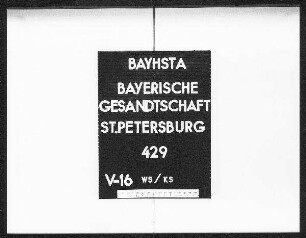 BAYHSTA
BAYERISCHE
GESANDTSCHAFT
ST.PETERSBURG
429
V-16 WS/KS